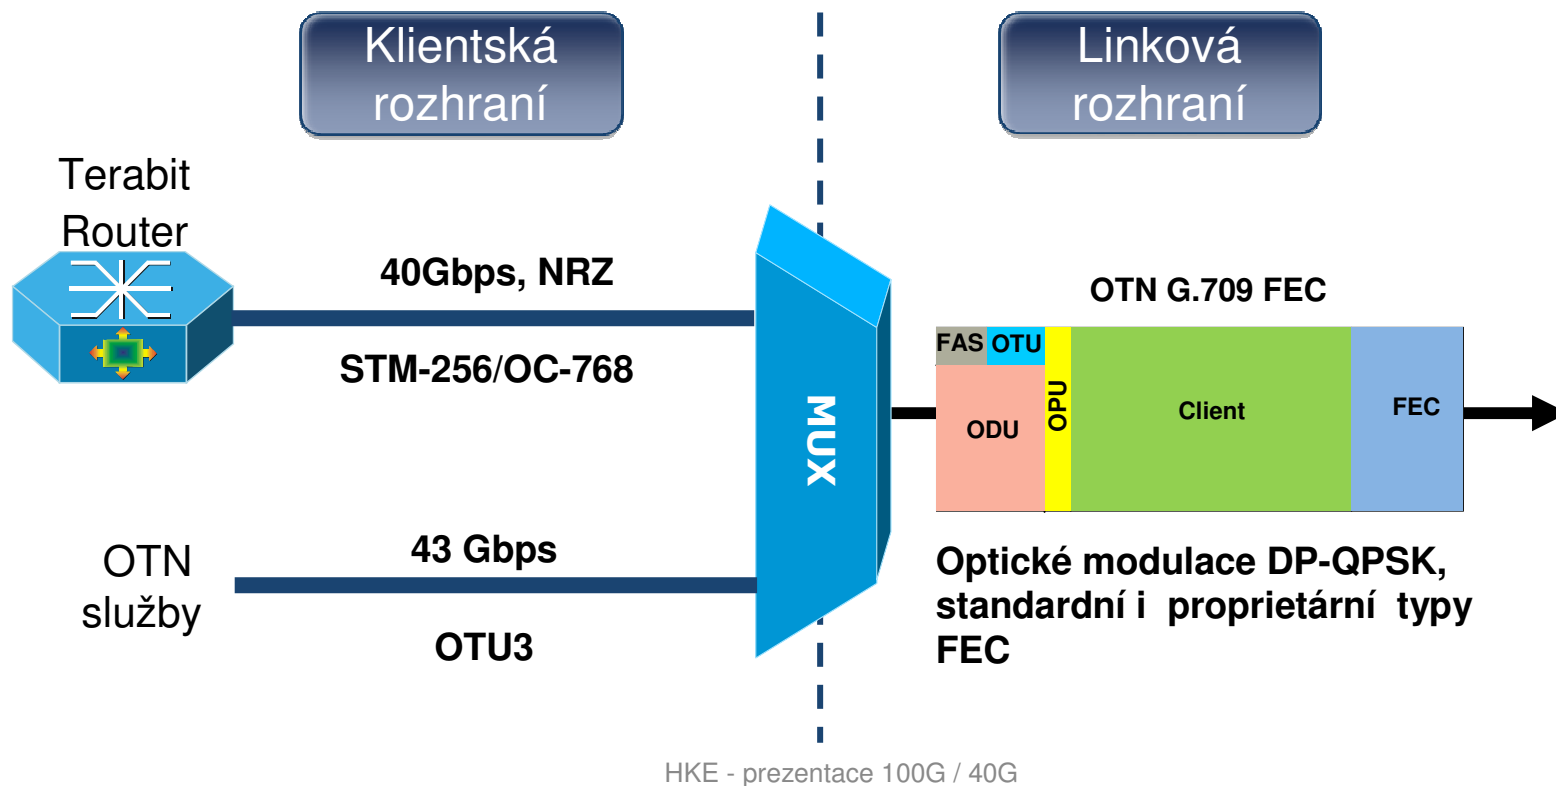 Klientská
rozhraní
Linková
rozhraní
Terabit
Router
40Gbps, NRZ
STM-256/OC-768
OTN
služby
43 Gbps
OTU3
MUX
OTN G.709 FEC
FAS
OTU
ODU
OPU
Client
FEC
Optické modulace DP-QPSK,
standardní i proprietární typy
FEC
HKE - prezentace 100G / 40G